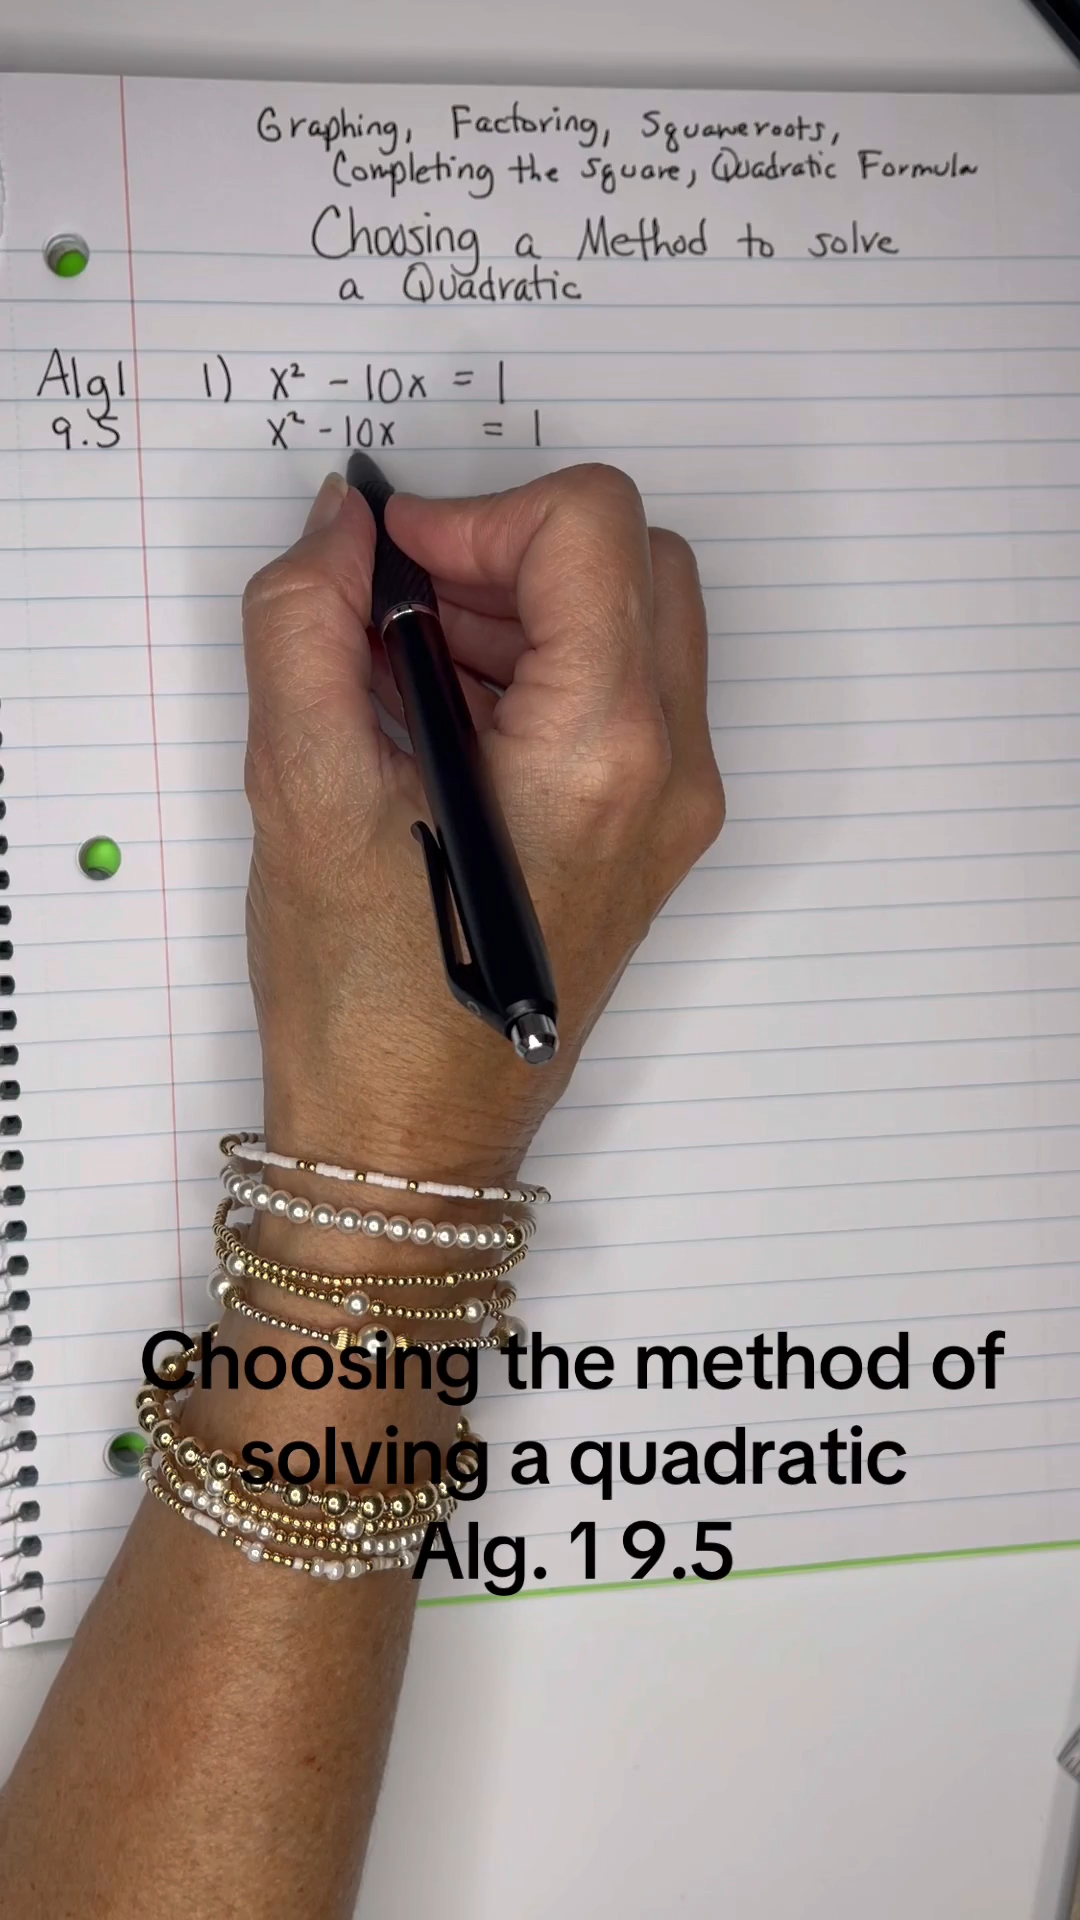 Graphing, Factoring, Squareroots,
Completing the square, Quadratic Formula
Choosing a Method to solve
a Quadratic
Alg1 1) x² - 10x = 1
9.5 x² - 10x = 1
Choosing the method of
solving a quadratic
Alg. 1 9.5